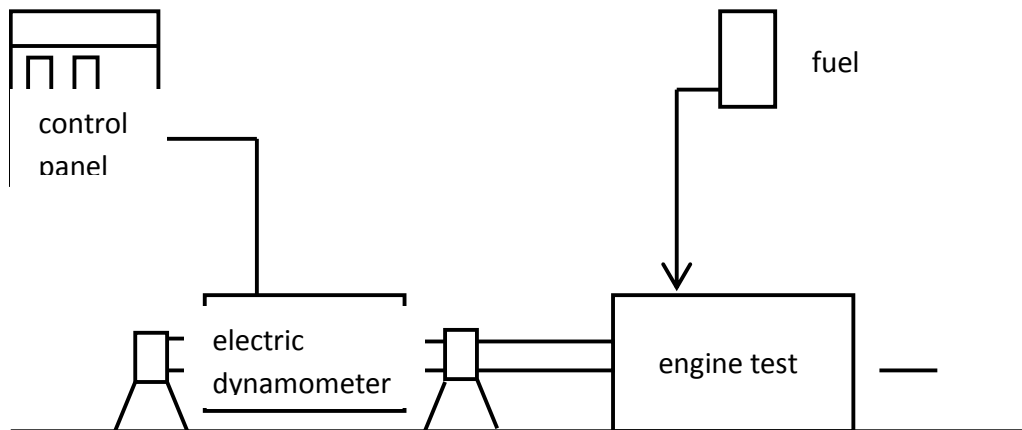 control
panel
fuel
electric
dynamometer
engine test